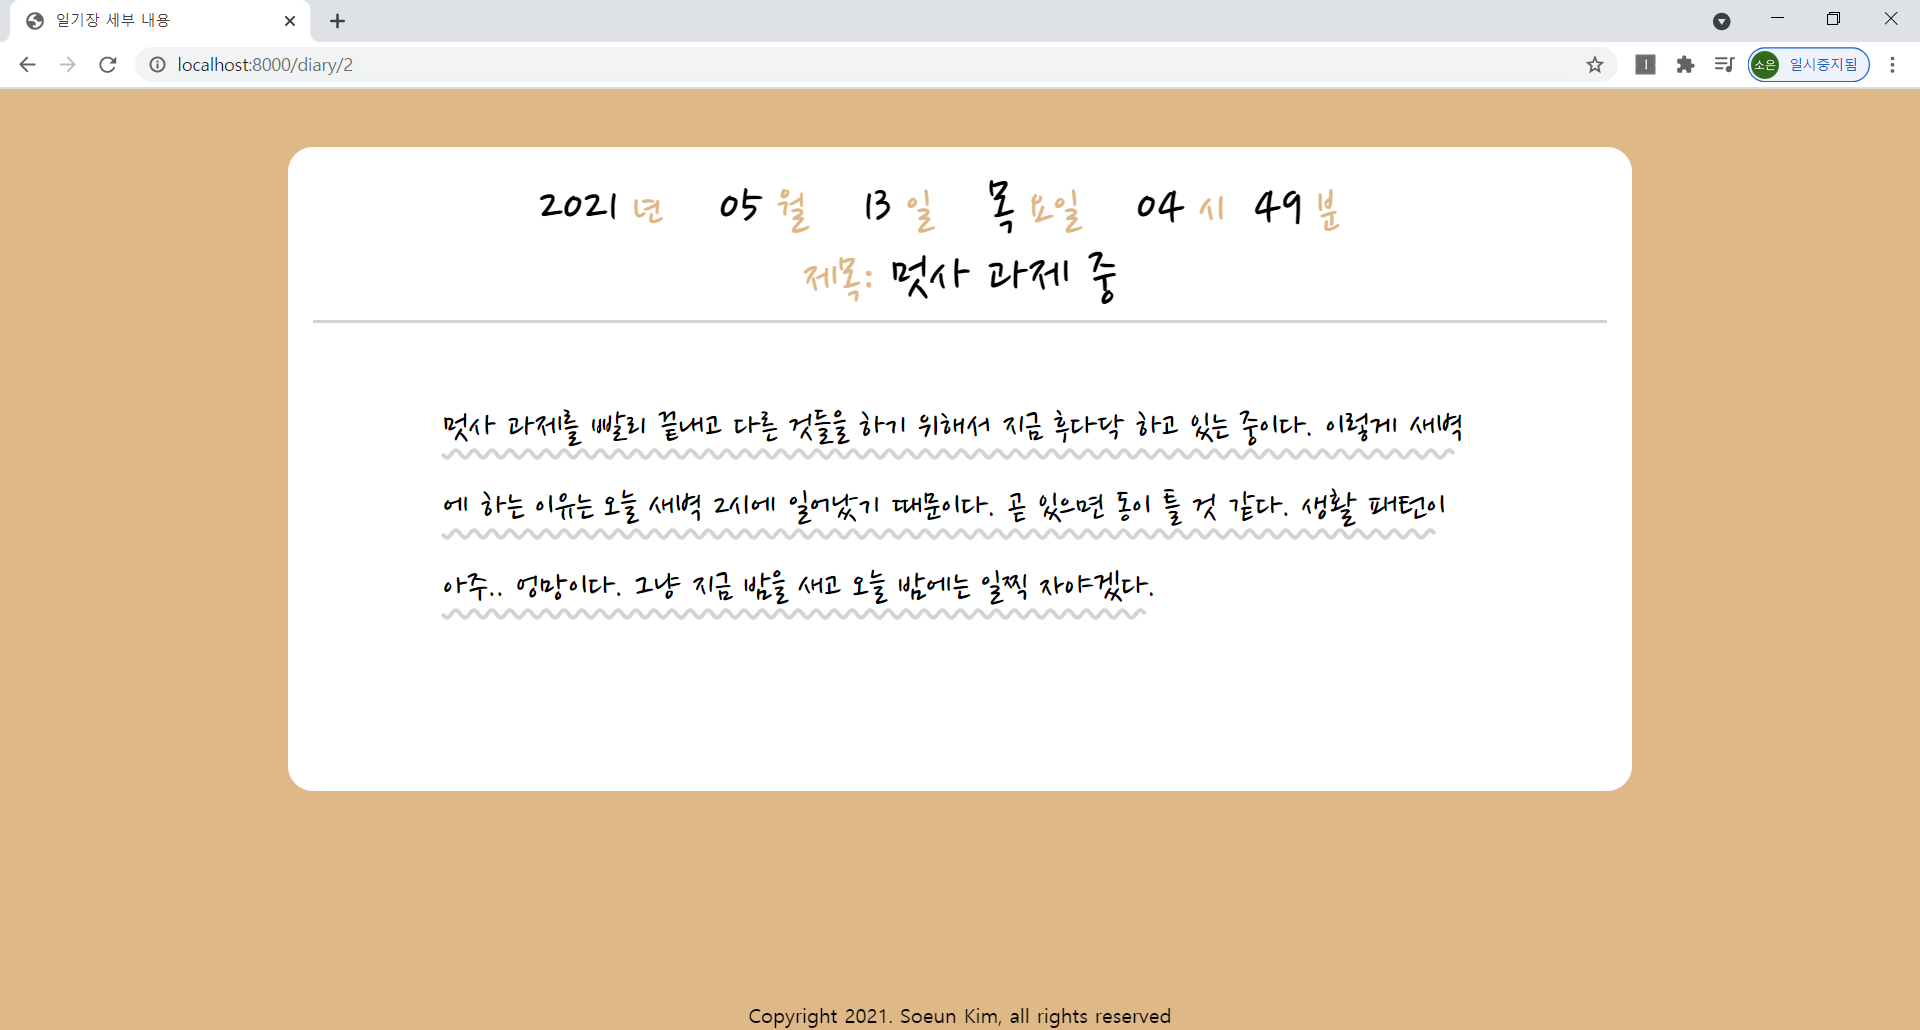 일기장 세부 내용
localhost:8000/diary/2
소은 일시중지됨
2021 년 05 월 13 일 목 요일 04 시 49 분
제목: 멋사 과제 중
멋사 과제를 빨리 끝내고 다른 것들을 하기 위해서 지금 후다닥 하고 있는 중이다. 이렇게 새벽
에 하는 이유는 오늘 새벽 2시에 일어났기 때문이다. 곧 있으면 동이 틀 것 같다. 생활 패턴이
아주.. 엉망이다. 그냥 지금 밤을 새고 오늘 밤에는 일찍 자야겠다.
Copyright 2021. Soeun Kim, all rights reserved